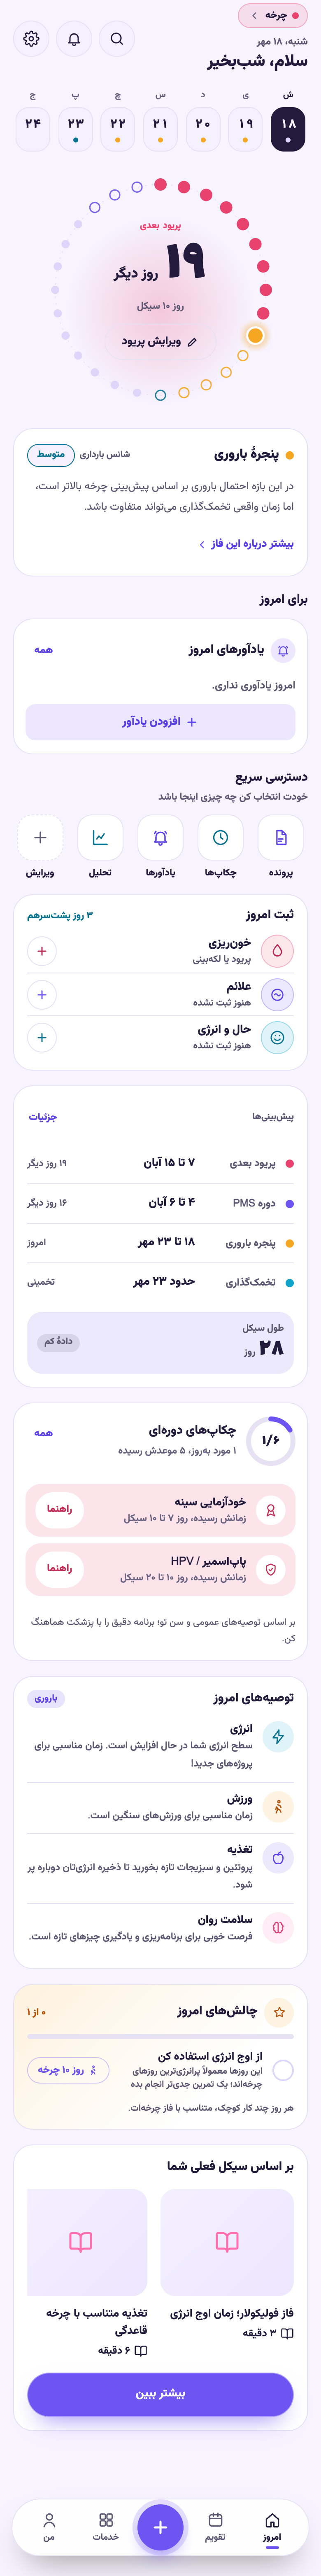 چرخه
شنبه، ۱۸ مهر
سلام، شب‌بخیر
ش ی د س چ پ ج
۱۸ ۱۹ ۲۰ ۲۱ ۲۲ ۲۳ ۲۴
پریود بعدی
۱۹ روز دیگر
روز ۱۰ سیکل
ویرایش پریود
پنجرهٔ باروری
شانس بارداری متوسط
در این بازه احتمال باروری بر اساس پیش‌بینی چرخه بالاتر است،
اما زمان واقعی تخمک‌گذاری می‌تواند متفاوت باشد.
بیشتر درباره این فاز
برای امروز
یادآورهای امروز
همه
امروز یادآوری نداری.
افزودن یادآور
دسترسی سریع
خودت انتخاب کن چه چیزی اینجا باشد
پرونده چکاپ‌ها یادآورها تحلیل ویرایش
ثبت امروز
۳ روز پشت‌سرهم
خون‌ریزی
پریود یا لکه‌بینی
علائم
هنوز ثبت نشده
حال و انرژی
هنوز ثبت نشده
پیش‌بینی‌ها
جزئیات
پریود بعدی ۷ تا ۱۵ آبان ۱۹ روز دیگر
دوره PMS ۴ تا ۶ آبان ۱۶ روز دیگر
پنجره باروری ۱۸ تا ۲۳ مهر امروز
تخمک‌گذاری حدود ۲۳ مهر تخمینی
طول سیکل
۲۸ روز
دادهٔ کم
چکاپ‌های دوره‌ای
۱/۶
۱ مورد به‌روز، ۵ موعدش رسیده
همه
خودآزمایی سینه
زمانش رسیده، روز ۷ تا ۱۰ سیکل
راهنما
پاپ‌اسمیر / HPV
زمانش رسیده، روز ۱۰ تا ۲۰ سیکل
راهنما
بر اساس توصیه‌های عمومی و سن تو؛ برنامه دقیق را با پزشکت هماهنگ
کن.
توصیه‌های امروز
باروری
انرژی
سطح انرژی شما در حال افزایش است. زمان مناسبی برای
پروژه‌های جدید!
ورزش
زمان مناسبی برای ورزش‌های سنگین است.
تغذیه
پروتئین و سبزیجات تازه بخورید تا ذخیره انرژی‌تان دوباره پر
شود.
سلامت روان
فرصت خوبی برای برنامه‌ریزی و یادگیری چیزهای تازه است.
چالش‌های امروز
۰ از ۱
از اوج انرژی استفاده کن
این روزها معمولاً پرانرژی‌ترین روزهای
چرخه‌اند؛ یک تمرین جدی‌تر انجام بده
روز ۱۰ چرخه
هر روز چند کار کوچک، متناسب با فاز چرخه‌ات.
بر اساس سیکل فعلی شما
فاز فولیکولار؛ زمان اوج انرژی
۳ دقیقه
تغذیه متناسب با چرخه
قاعدگی
۶ دقیقه
بیشتر ببین
امروز تقویم خدمات من